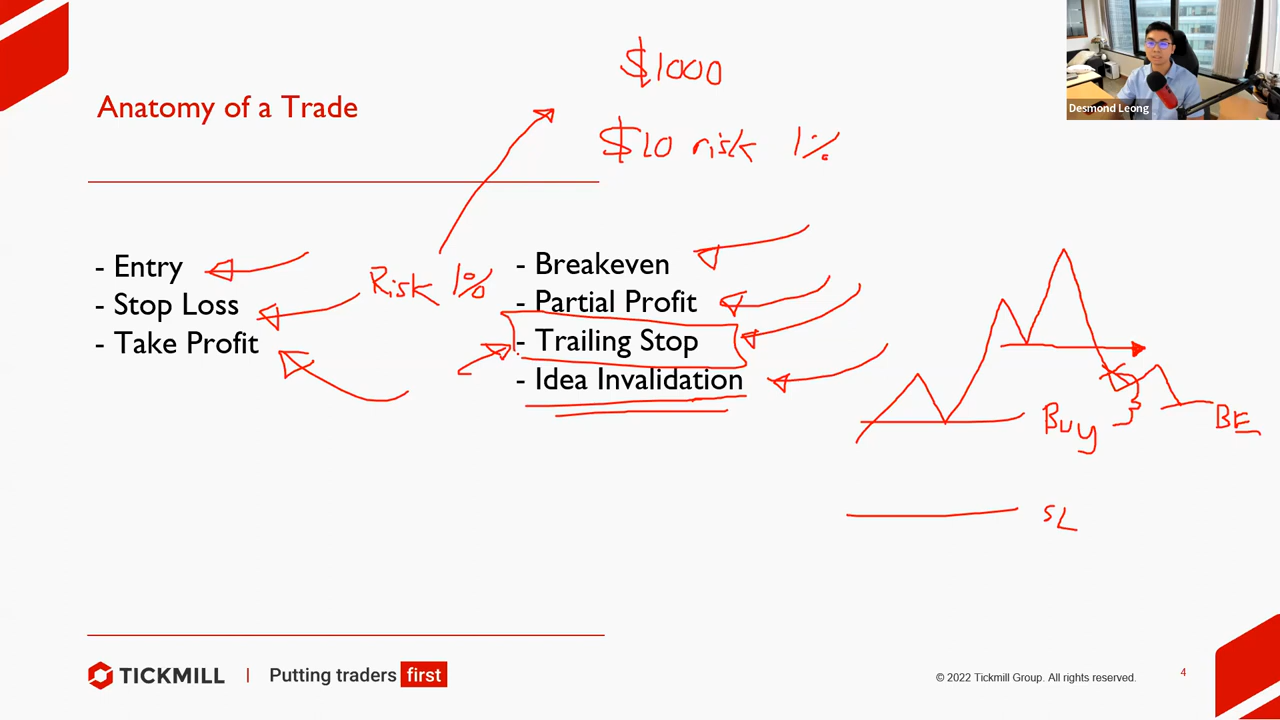 $1000
$10 risk 1%
Desmond Leong
Anatomy of a Trade
- Entry
- Stop Loss
- Take Profit
Risk 1%
- Breakeven
- Partial Profit
- Trailing Stop
- Idea Invalidation
Buy
BE
SL
TICKMILL | Putting traders first
© 2022 Tickmill Group. All rights reserved.
4